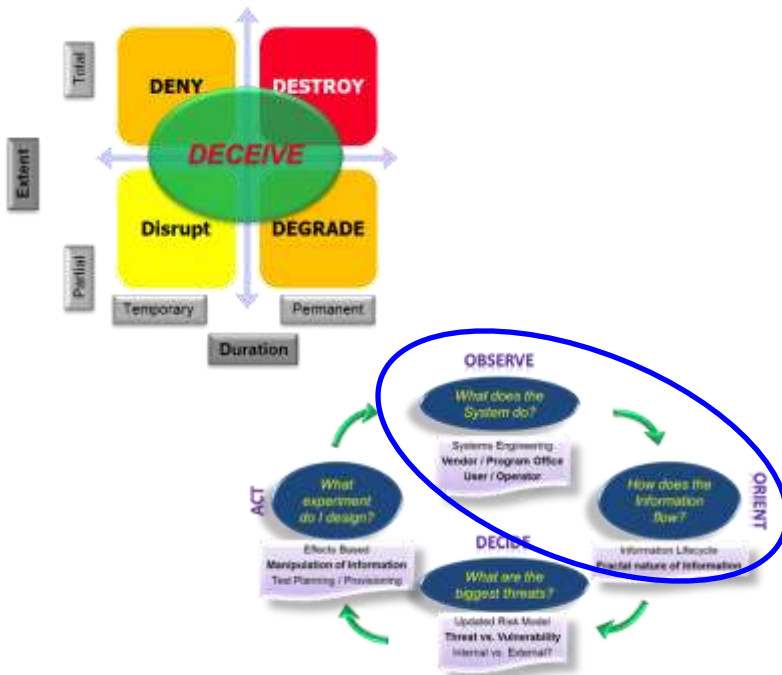 Total
DENY
DESTROY
DECEIVE
Extent
Disrupt
DEGRADE
Partial
Temporary
Permanent
Duration
OBSERVE
What does the
System do?
Systems Engineering
Vendor / Program Office
User / Operator
ORIENT
How does the
Information
flow?
Information Lifecycle
Fractal nature of Information
DECIDE
What are the
biggest threats?
Updated Risk Model
Threat vs. Vulnerability
Internal vs. External?
ACT
What
experiment
do I design?
Effects Based
Manipulation of Information
Test Planning / Provisioning